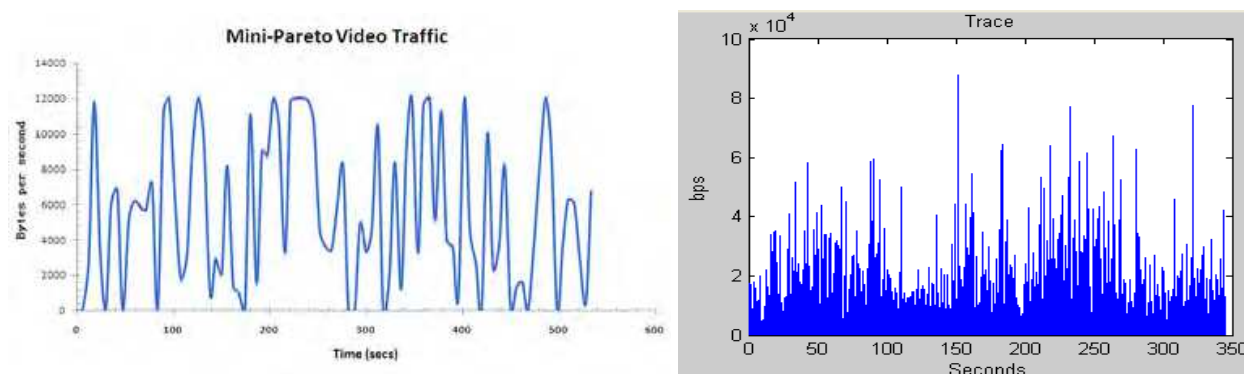 Mini-Pareto Video Traffic
Bytes per second
14000
12000
10000
8000
6000
4000
2000
0
0 100 200 300 400 500 600
Time (secs)
Trace
x 10^4
bps
10
8
6
4
2
0
0 50 100 150 200 250 300 350
Seconds